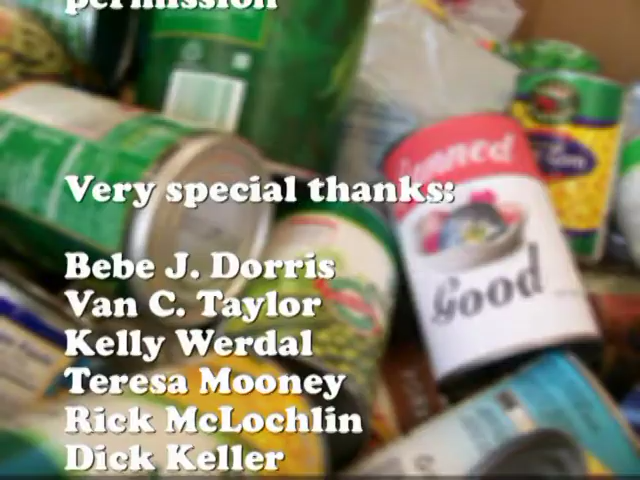 permission
Very special thanks:
Bebe J. Dorris
Van C. Taylor
Kelly Werdal
Teresa Mooney
Rick McLochlin
Dick Keller
Canned
Good